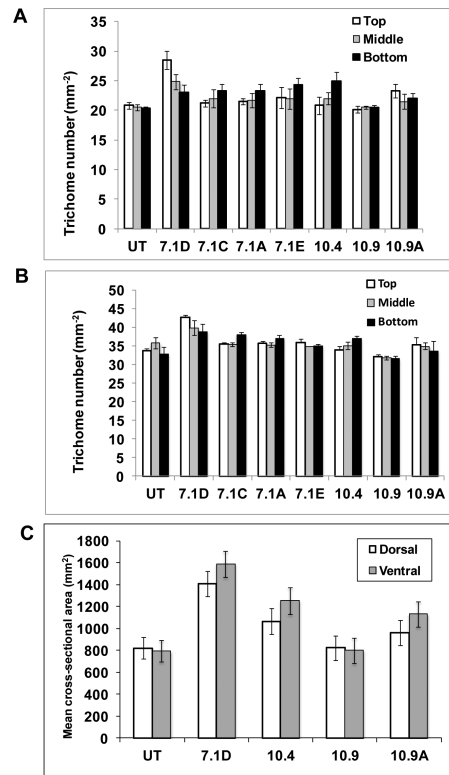 A
Trichome number (mm-2)
35
30
25
20
15
10
5
0
Top
Middle
Bottom
UT 7.1D 7.1C 7.1A 7.1E 10.4 10.9 10.9A
B
Trichome number (mm-2)
50
45
40
35
30
25
20
15
10
5
0
Top
Middle
Bottom
UT 7.1D 7.1C 7.1A 7.1E 10.4 10.9 10.9A
C
Mean cross-sectional area (mm2)
1800
1600
1400
1200
1000
800
600
400
200
0
Dorsal
Ventral
UT 7.1D 10.4 10.9 10.9A